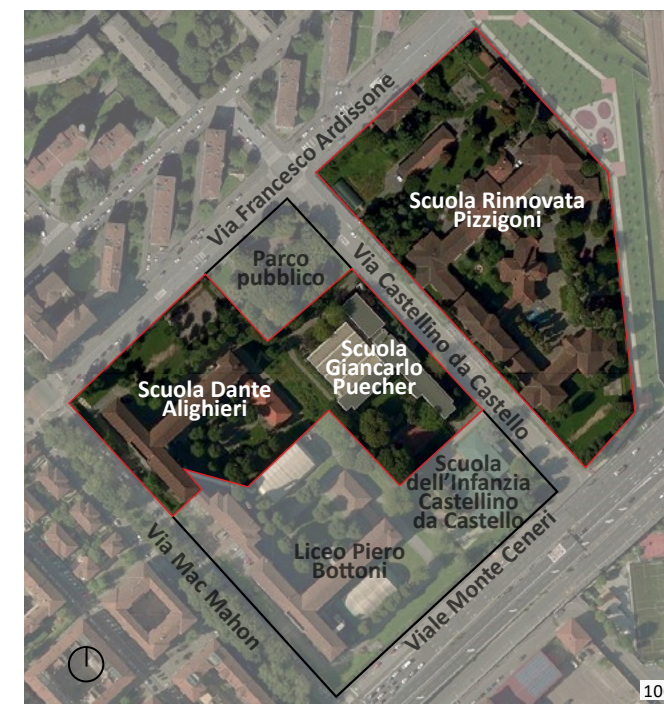 Via Francesco Ardissone
Scuola Rinnovata
Pizzigoni
Parco
pubblico
Via Castellino da Castello
Scuola
Giancarlo
Puecher
Scuola Dante
Alighieri
Scuola
dell'Infanzia
Castellino
da Castello
Liceo Piero
Bottoni
Via Mac Mahon
Viale Monte Ceneri
10